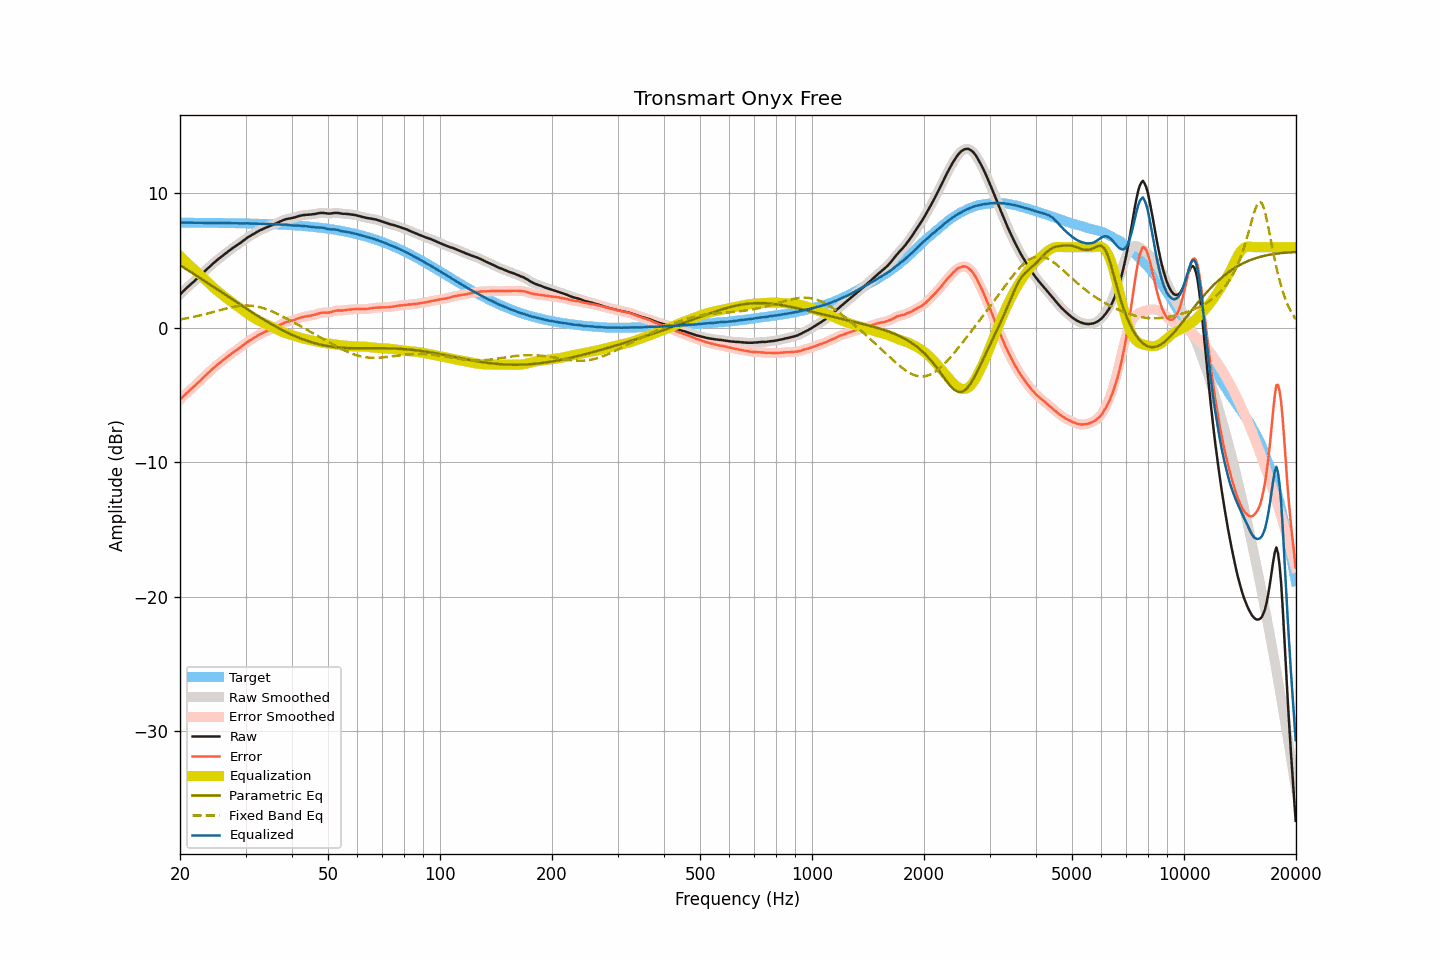 Tronsmart Onyx Free
Amplitude (dBr)
10
0
−10
−20
−30
Target
Raw Smoothed
Error Smoothed
Raw
Error
Equalization
Parametric Eq
Fixed Band Eq
Equalized
20 50 100 200 500 1000 2000 5000 10000 20000
Frequency (Hz)